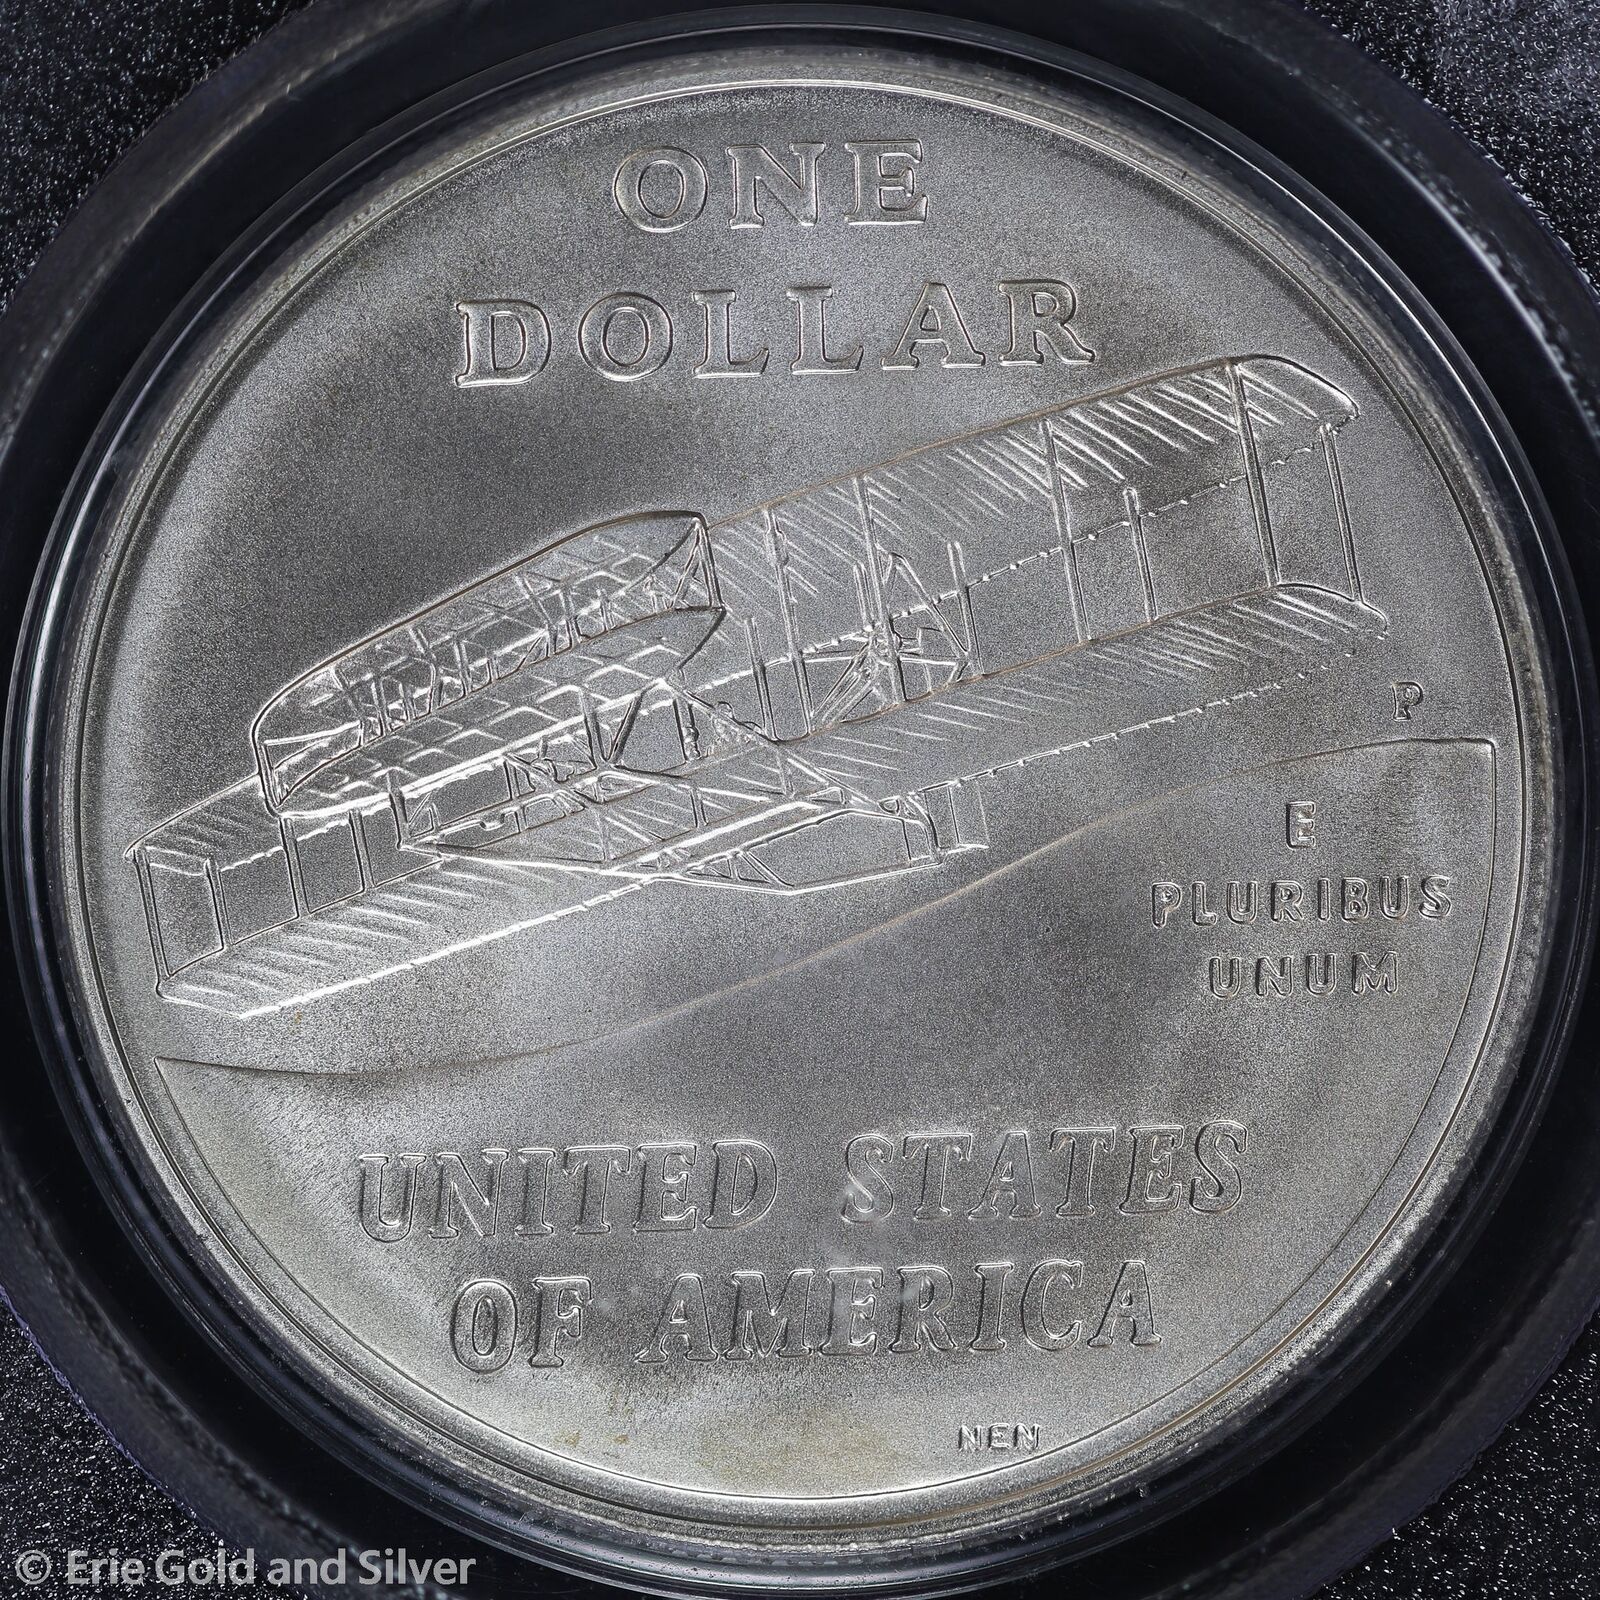 ONE
DOLLAR
P
E
PLURIBUS
UNUM
UNITED STATES
OF AMERICA
NEN
© Erie Gold and Silver